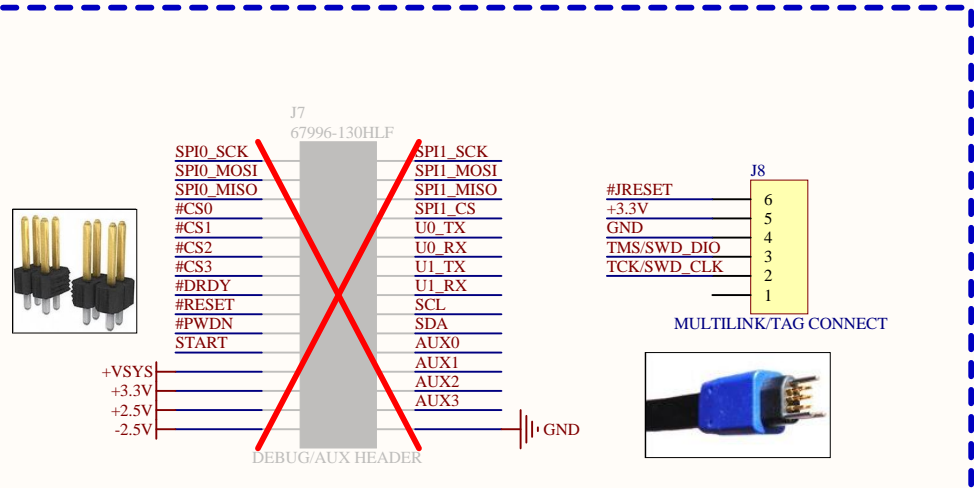 J7
67996-130HLF
SPI0_SCK
SPI0_MOSI
SPI0_MISO
#CS0
#CS1
#CS2
#CS3
#DRDY
#RESET
#PWDN
START
+VSYS
+3.3V
+2.5V
-2.5V
SPI1_SCK
SPI1_MOSI
SPI1_MISO
SPI1_CS
U0_TX
U0_RX
U1_TX
U1_RX
SCL
SDA
AUX0
AUX1
AUX2
AUX3
GND
DEBUG/AUX HEADER
J8
#JRESET 6
+3.3V 5
GND 4
TMS/SWD_DIO 3
TCK/SWD_CLK 2
1
MULTILINK/TAG CONNECT